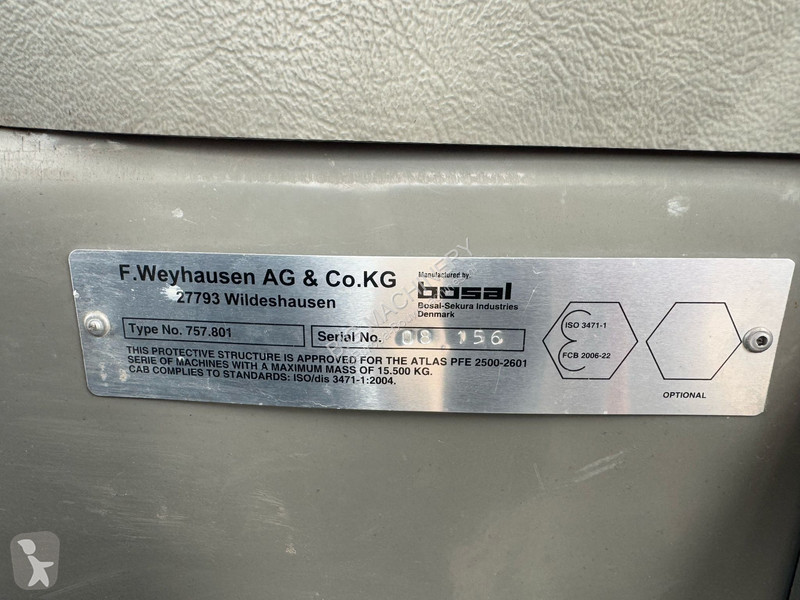 F.Weyhausen AG & Co.KG
27793 Wildeshausen
Manufactured by.
bosal
Bosal-Sekura Industries
Denmark
Type No. 757.801
Serial No. 08 156
THIS PROTECTIVE STRUCTURE IS APPROVED FOR THE ATLAS PFE 2500-2601
SERIE OF MACHINES WITH A MAXIMUM MASS OF 15.500 KG.
CAB COMPLIES TO STANDARDS: ISO/dis 3471-1:2004.
ISO 3471-1
FCB 2006-22
OPTIONAL